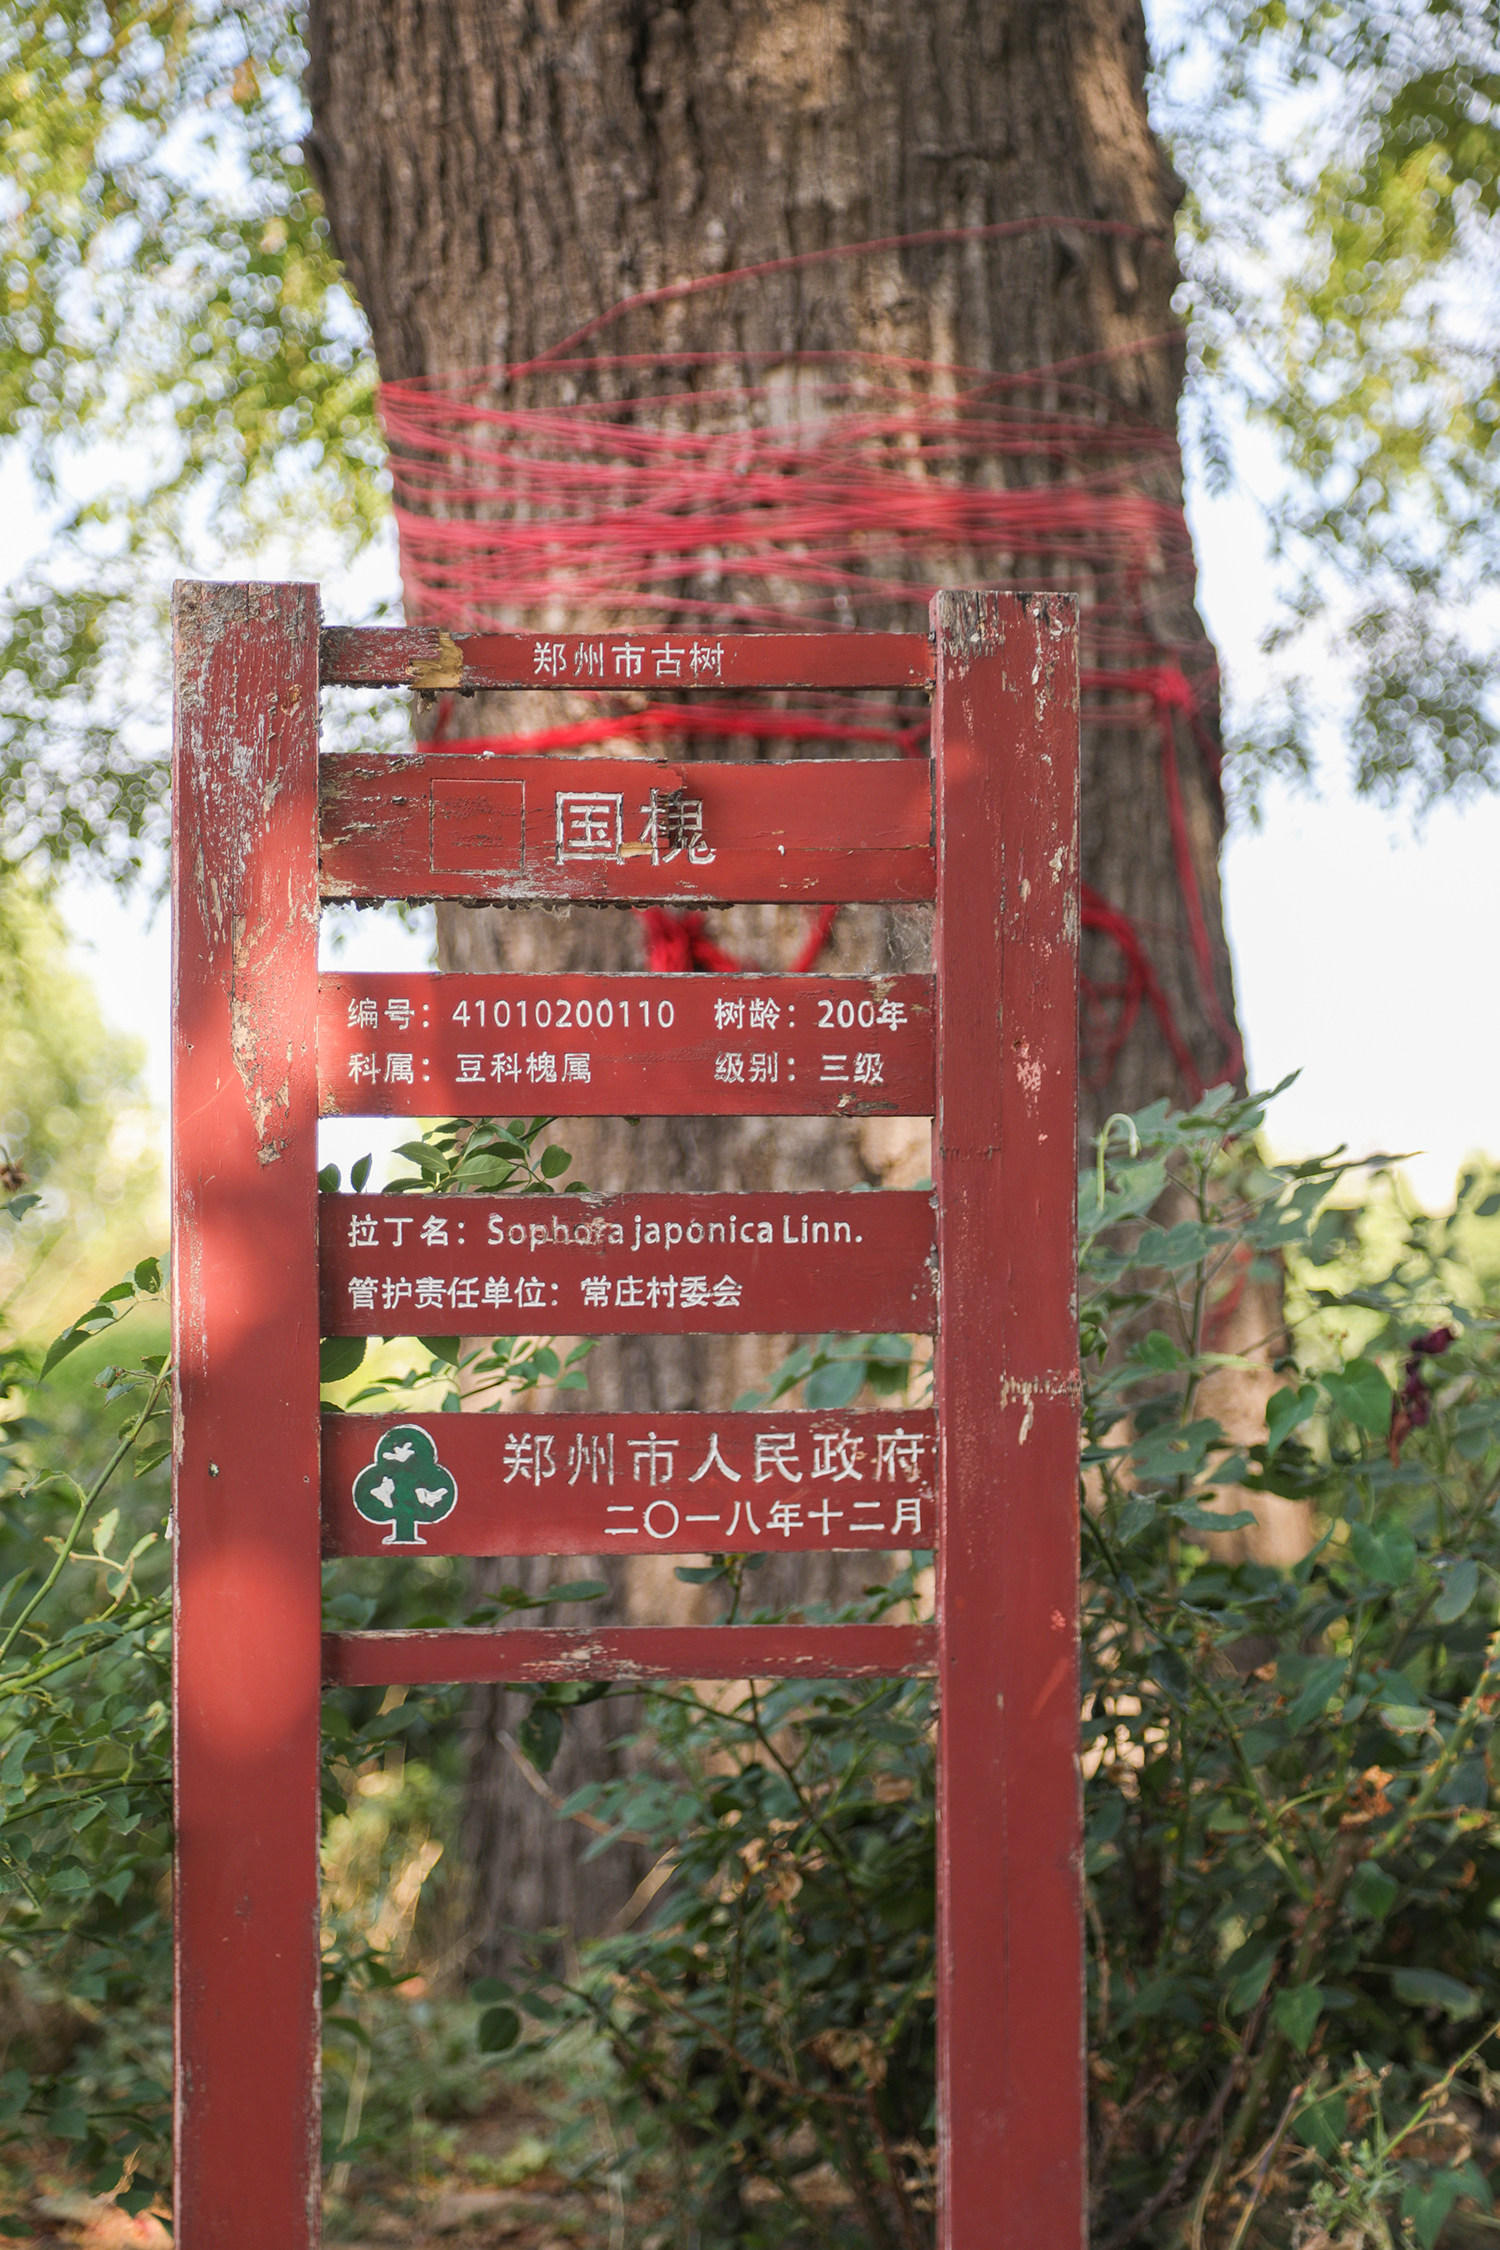 郑州市古树
国槐
编号：41010200110 树龄：200年
科属：豆科槐属 级别：三级
拉丁名：Sophora japonica Linn.
管护责任单位：常庄村委会
郑州市人民政府
二〇一八年十二月